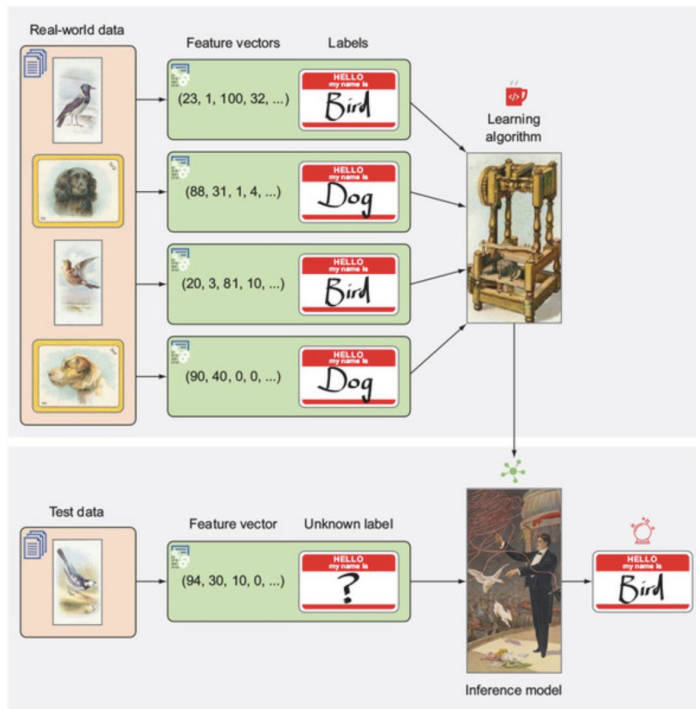 Real-world data
Feature vectors
Labels
(23, 1, 100, 32, ...)
HELLO
my name is
Bird
(88, 31, 1, 4, ...)
HELLO
my name is
Dog
(20, 3, 81, 10, ...)
HELLO
my name is
Bird
(90, 40, 0, 0, ...)
HELLO
my name is
Dog
Learning
algorithm
Test data
Feature vector
Unknown label
(94, 30, 10, 0, ...)
HELLO
my name is
?
Inference model
HELLO
my name is
Bird